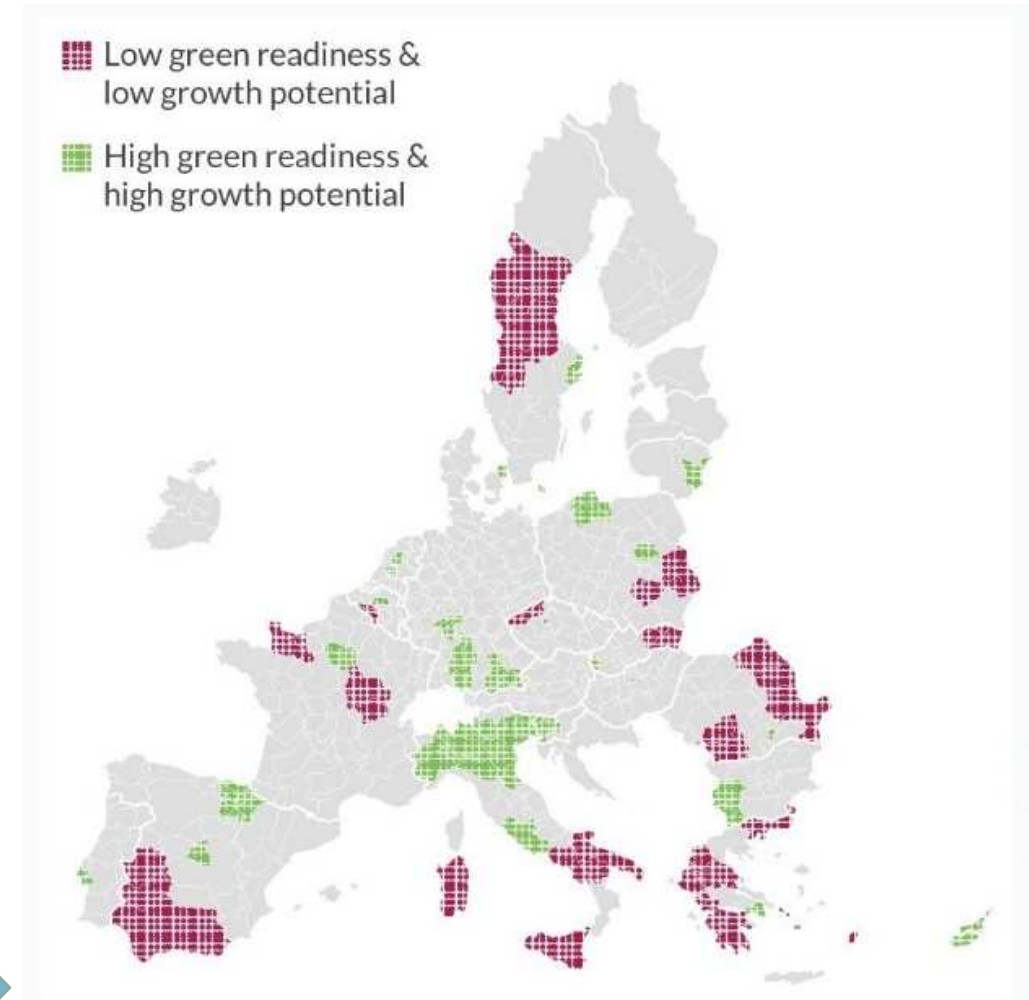 Low green readiness &
low growth potential
High green readiness &
high growth potential